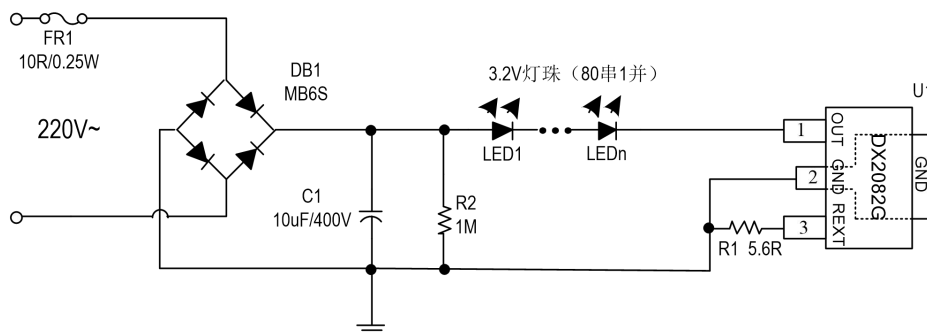 FR1
10R/0.25W
220V~
DB1
MB6S
C1
10uF/400V
R2
1M
3.2V灯珠（80串1并）
LED1
LEDn
R1 5.6R
U1
1
OUT
2
GND
3
REXT
DX2082G
GND